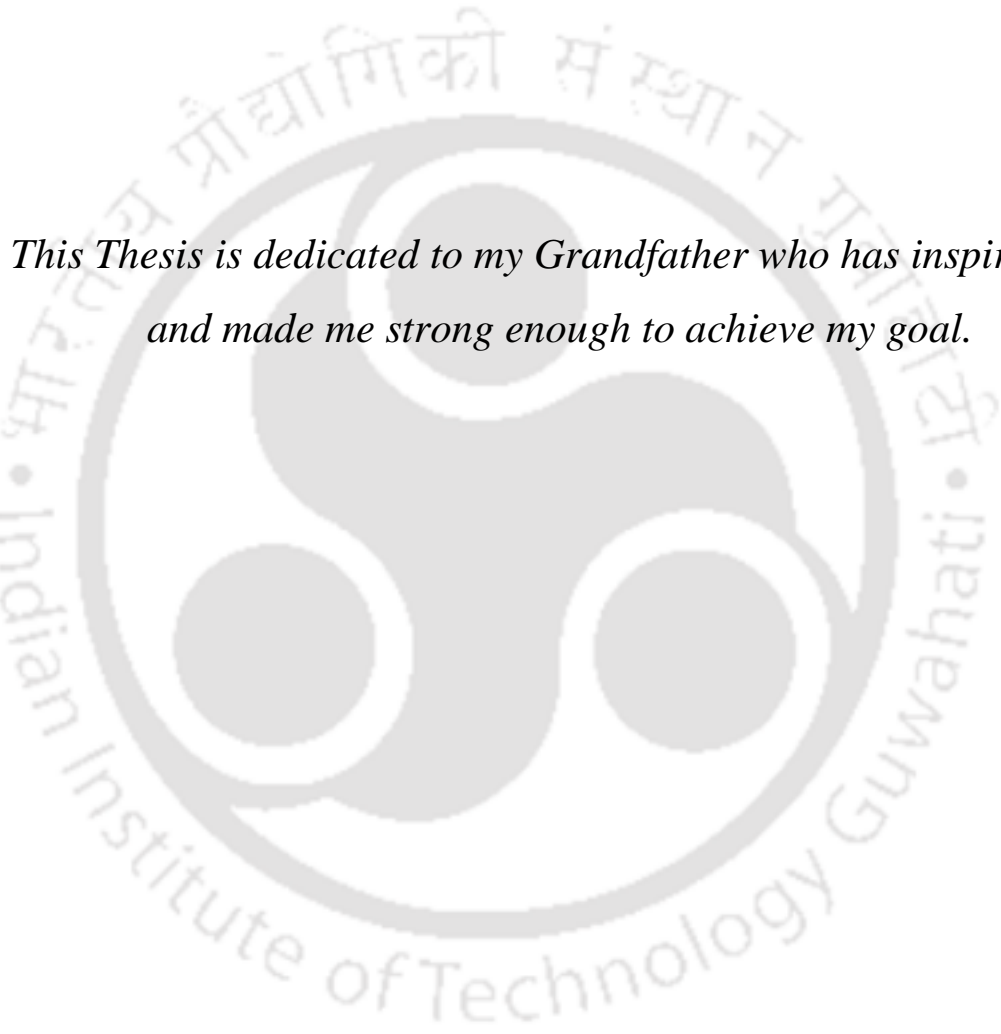 भारतीय प्रौद्योगिकी संस्थान गुवाहाटी
This Thesis is dedicated to my Grandfather who has inspir
and made me strong enough to achieve my goal.
• Indian Institute of Technology Guwahati •